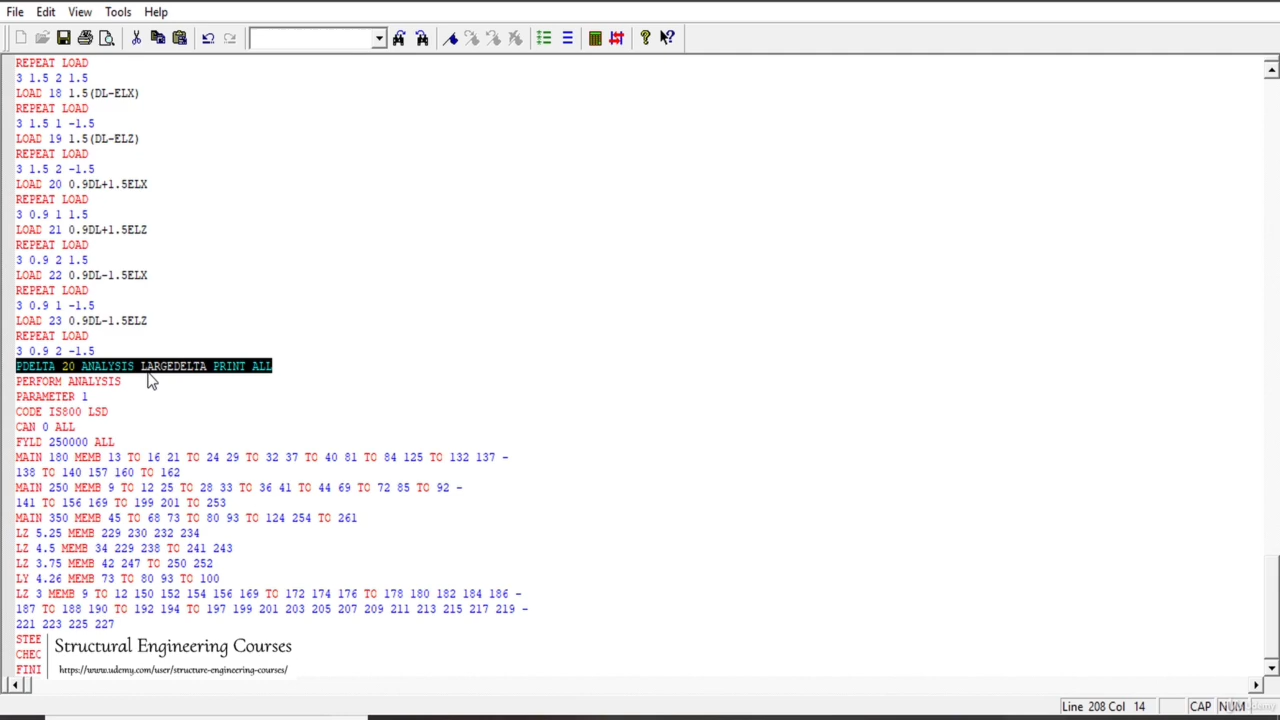 File Edit View Tools Help
REPEAT LOAD
3 1.5 2 1.5
LOAD 18 1.5(DL-ELX)
REPEAT LOAD
3 1.5 1 -1.5
LOAD 19 1.5(DL-ELZ)
REPEAT LOAD
3 1.5 2 -1.5
LOAD 20 0.9DL+1.5ELX
REPEAT LOAD
3 0.9 1 1.5
LOAD 21 0.9DL+1.5ELZ
REPEAT LOAD
3 0.9 2 1.5
LOAD 22 0.9DL-1.5ELX
REPEAT LOAD
3 0.9 1 -1.5
LOAD 23 0.9DL-1.5ELZ
REPEAT LOAD
3 0.9 2 -1.5
PDELTA 20 ANALYSIS LARGEDELTA PRINT ALL
PERFORM ANALYSIS
PARAMETER 1
CODE IS800 LSD
CAN 0 ALL
FYLD 250000 ALL
MAIN 180 MEMB 13 TO 16 21 TO 24 29 TO 32 37 TO 40 81 TO 84 125 TO 132 137 -
138 TO 140 157 160 TO 162
MAIN 250 MEMB 9 TO 12 25 TO 28 33 TO 36 41 TO 44 69 TO 72 85 TO 92 -
141 TO 156 169 TO 199 201 TO 253
MAIN 350 MEMB 45 TO 68 73 TO 80 93 TO 124 254 TO 261
LZ 5.25 MEMB 229 230 232 234
LZ 4.5 MEMB 34 229 238 TO 241 243
LZ 3.75 MEMB 42 247 TO 250 252
LY 4.26 MEMB 73 TO 80 93 TO 100
LZ 3 MEMB 9 TO 12 150 152 154 156 169 TO 172 174 176 TO 178 180 182 184 186 -
187 TO 188 190 TO 192 194 TO 197 199 201 203 205 207 209 211 213 215 217 219 -
221 223 225 227
STEE
CHEC
FINI
Structural Engineering Courses
https://www.udemy.com/user/structure-engineering-courses/
Line 208 Col 14 CAP NUM